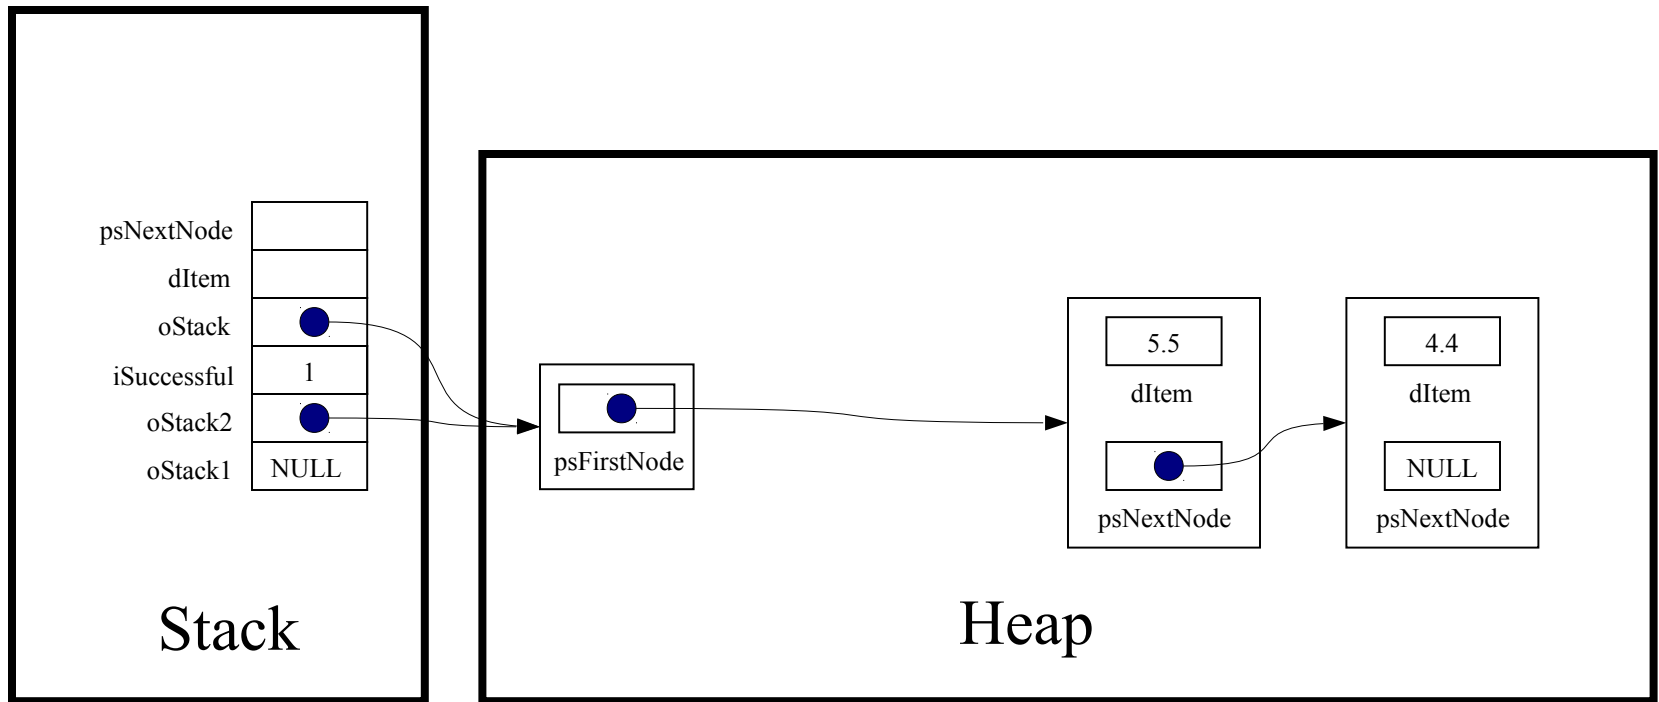 psNextNode
dItem
oStack
iSuccessful 1
oStack2
oStack1 NULL
Stack
psFirstNode
5.5
dItem
psNextNode
4.4
dItem
NULL
psNextNode
Heap